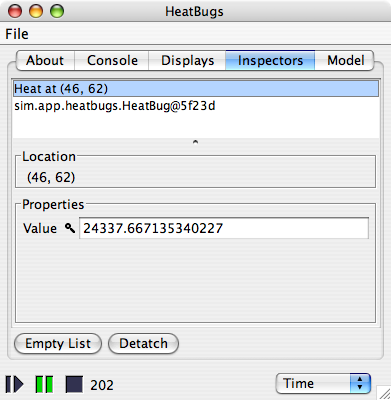 HeatBugs
File
About Console Displays Inspectors Model
Heat at (46, 62)
sim.app.heatbugs.HeatBug@5f23d
Location
(46, 62)
Properties
Value 24337.667135340227
Empty List Detatch
202 Time